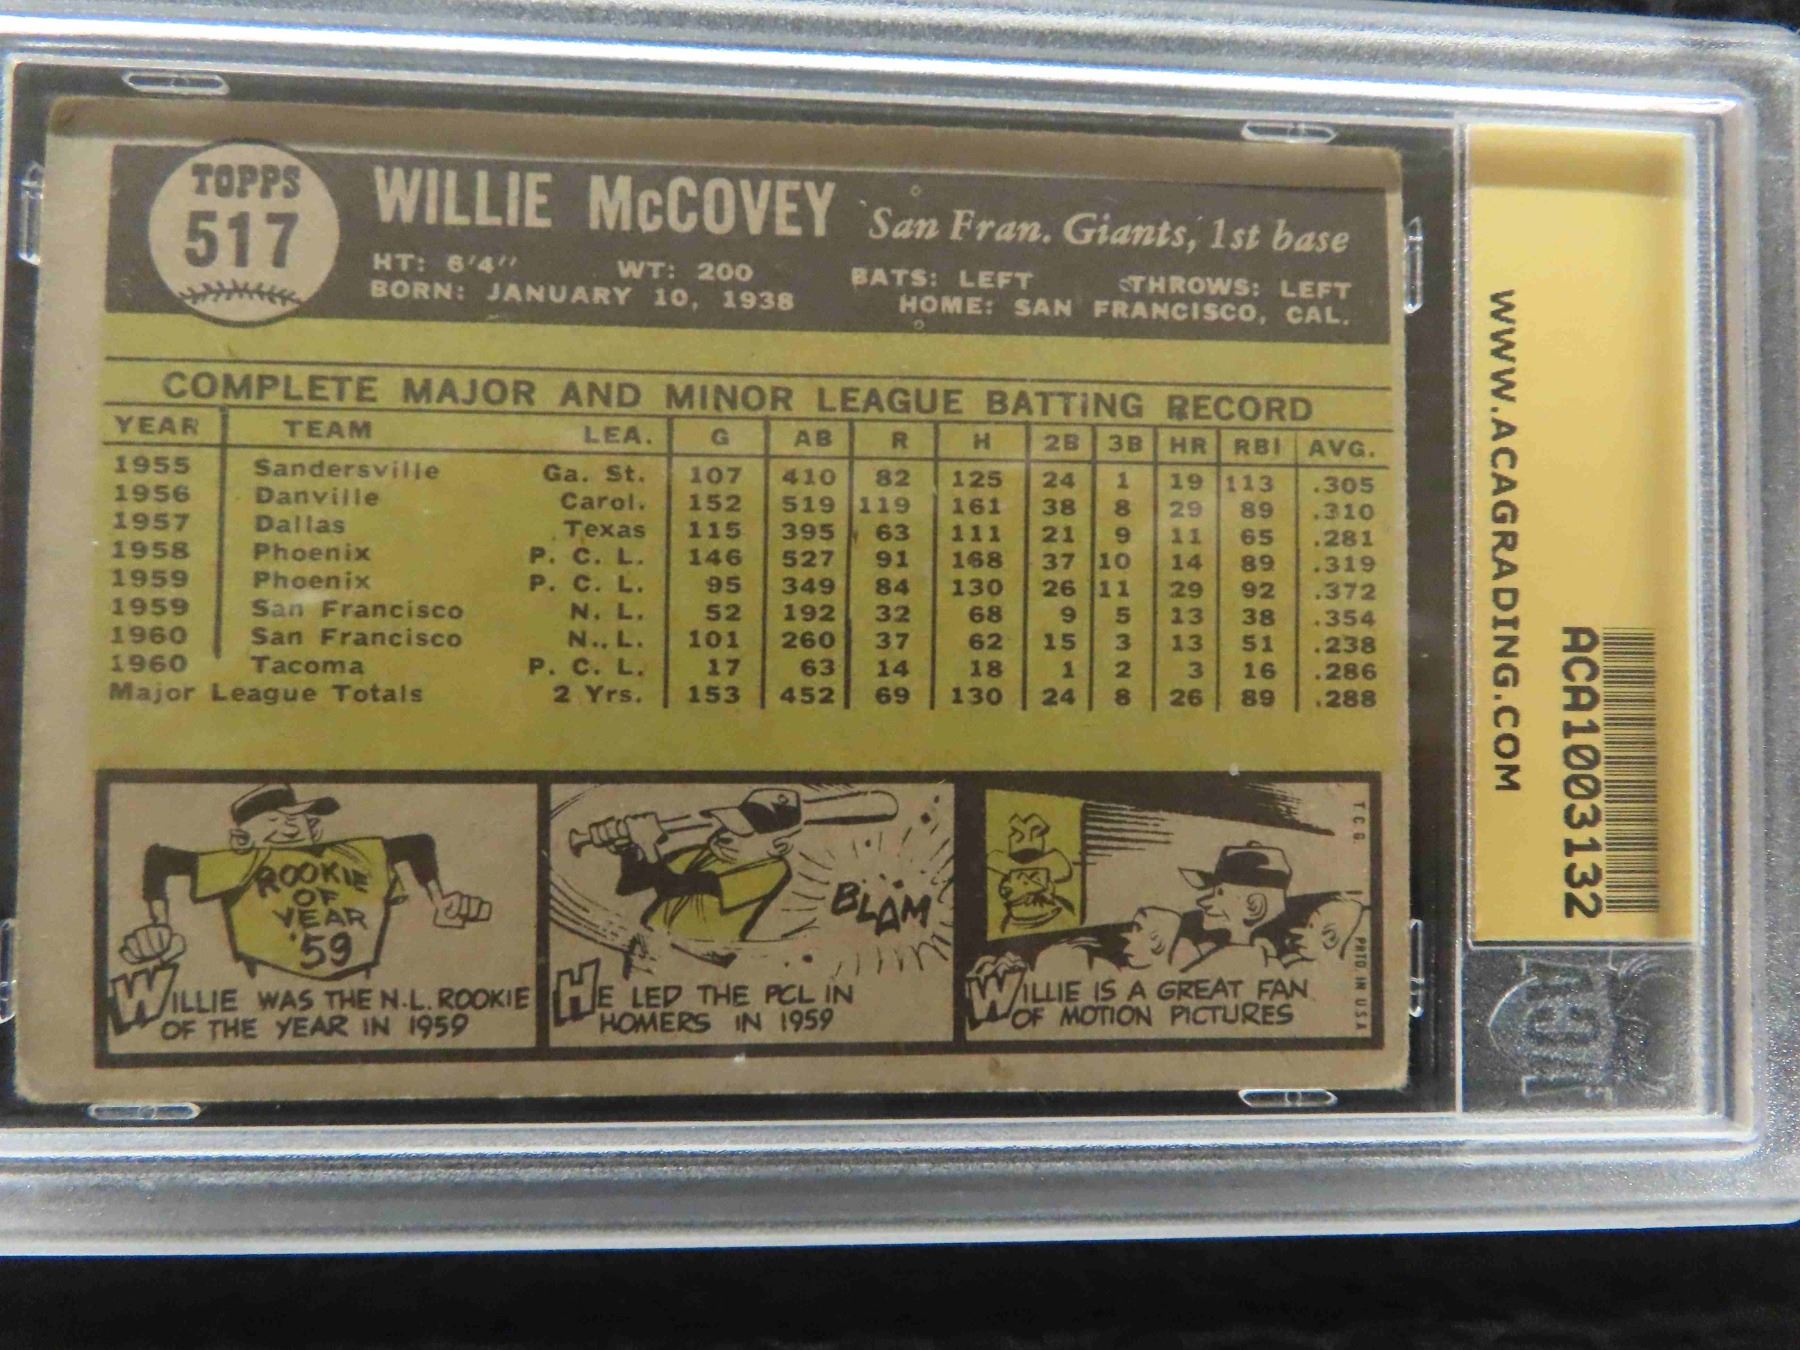 TOPPS
517
WILLIE McCOVEY San Fran. Giants, 1st base
HT: 6'4" WT: 200 BATS: LEFT THROWS: LEFT
BORN: JANUARY 10, 1938 HOME: SAN FRANCISCO, CAL.
COMPLETE MAJOR AND MINOR LEAGUE BATTING RECORD
YEAR TEAM LEA. G AB R H 2B 3B HR RBI AVG.
1955 Sandersville Ga. St. 107 410 82 125 24 1 19 113 .305
1956 Danville Carol. 152 519 119 161 38 8 29 89 .310
1957 Dallas Texas 115 395 63 111 21 9 11 65 .281
1958 Phoenix P. C. L. 146 527 91 168 37 10 14 89 .319
1959 Phoenix P. C. L. 95 349 84 130 26 11 29 92 .372
1959 San Francisco N. L. 52 192 32 68 9 5 13 38 .354
1960 San Francisco N. L. 101 260 37 62 15 3 13 51 .238
1960 Tacoma P. C. L. 17 63 14 18 1 2 3 16 .286
Major League Totals 2 Yrs. 153 452 69 130 24 8 26 89 .288
ROOKIE
OF
YEAR
'59
WILLIE WAS THE N.L. ROOKIE
OF THE YEAR IN 1959
BLAM
HE LED THE PCL IN
HOMERS IN 1959
WILLIE IS A GREAT FAN
OF MOTION PICTURES
T.C.G. PRTD. IN U.S.A.
WWW.ACAGRADING.COM
ACA1003132
ACA